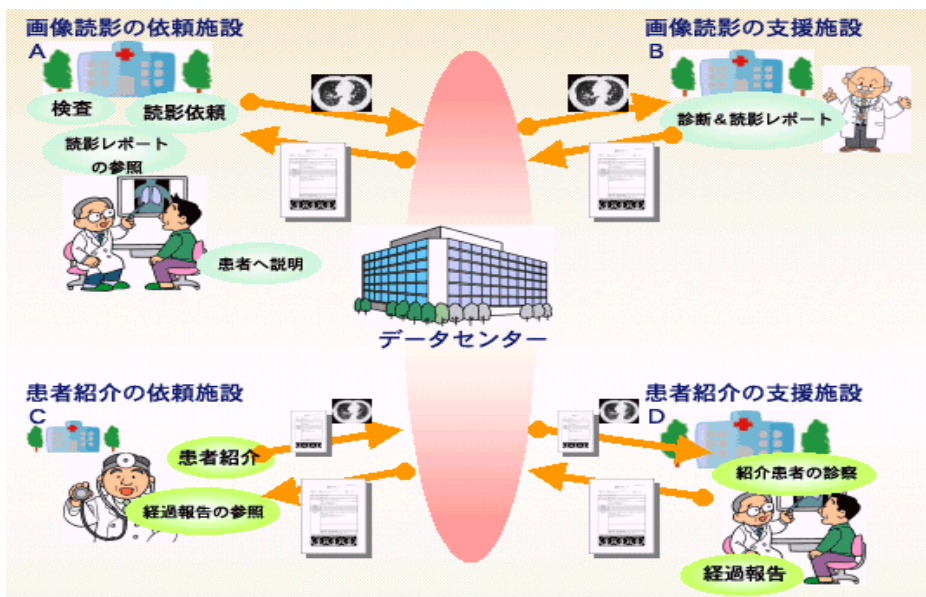 画像読影の依頼施設
A
検査
読影依頼
読影レポート
の参照
患者へ説明
画像読影の支援施設
B
診断＆読影レポート
データセンター
患者紹介の依頼施設
C
患者紹介
経過報告の参照
患者紹介の支援施設
D
紹介患者の診察
経過報告